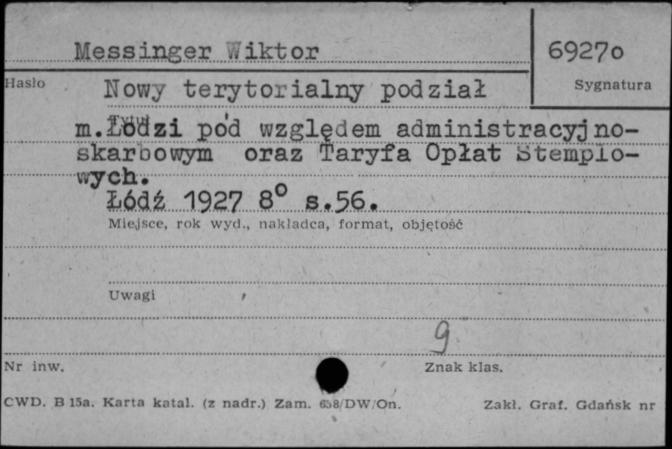 Messinger Wiktor
69270
Hasło
Sygnatura
Nowy terytorialny podział
m.Łodzi pod względem administracyjno-
skarbowym oraz Taryfa Opłat Stemplo-
wych.
Łódź 1927 8° s.56.
Miejsce, rok wyd., nakładca, format, objętość
Uwagi
9
Nr inw.
Znak klas.
CWD. B 15a. Karta katal. (z nadr.) Zam. 658/DW/On.
Zakł. Graf. Gdańsk nr